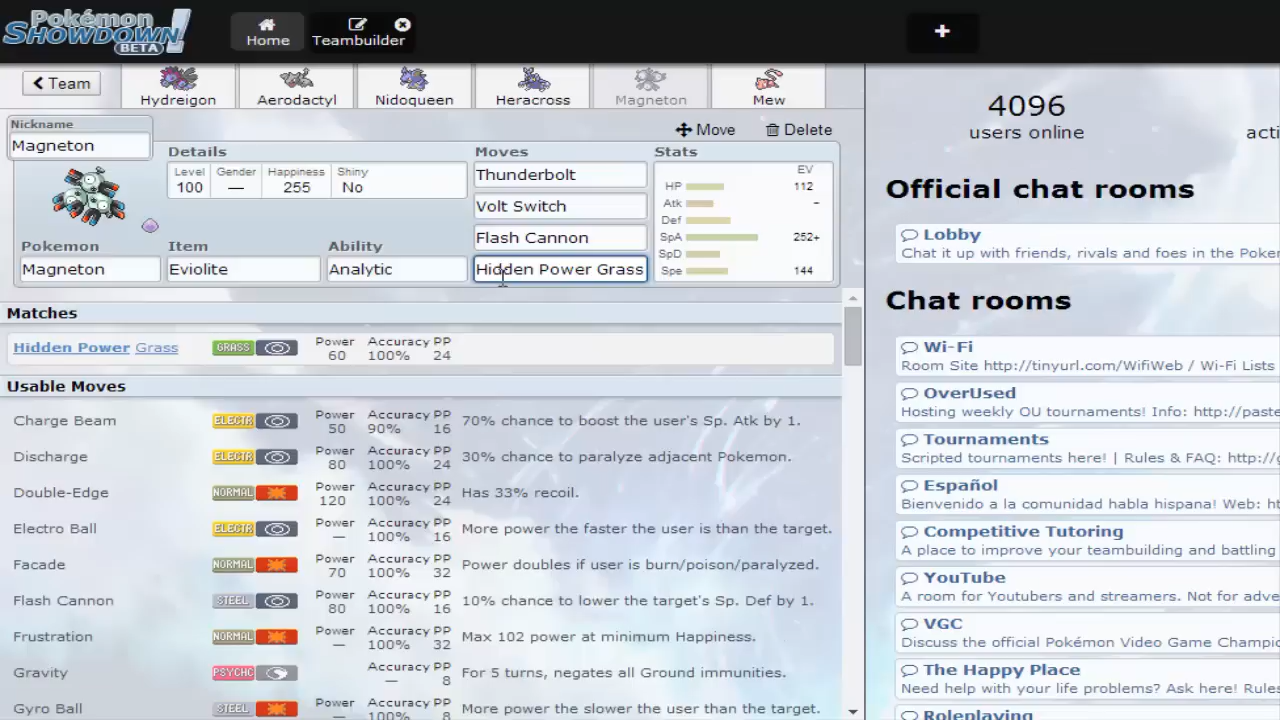 Pokémon
SHOWDOWN!
BETA
Home
Teambuilder
+
Team
Hydreigon
Aerodactyl
Nidoqueen
Heracross
Magneton
Mew
Nickname
Magneton
Move
Delete
Details
Moves
Stats
Level
Gender
Happiness
Shiny
100
—
255
No
Thunderbolt
Volt Switch
Flash Cannon
Hidden Power Grass
EV
HP 112
Atk -
Def
SpA 252+
SpD
Spe 144
Pokemon
Item
Ability
Magneton
Eviolite
Analytic
Matches
Hidden Power Grass GRASS Power 60 Accuracy 100% PP 24
Usable Moves
Charge Beam ELECTR Power 50 Accuracy 90% PP 16 70% chance to boost the user's Sp. Atk by 1.
Discharge ELECTR Power 80 Accuracy 100% PP 24 30% chance to paralyze adjacent Pokemon.
Double-Edge NORMAL Power 120 Accuracy 100% PP 24 Has 33% recoil.
Electro Ball ELECTR Power — Accuracy 100% PP 16 More power the faster the user is than the target.
Facade NORMAL Power 70 Accuracy 100% PP 32 Power doubles if user is burn/poison/paralyzed.
Flash Cannon STEEL Power 80 Accuracy 100% PP 16 10% chance to lower the target's Sp. Def by 1.
Frustration NORMAL Power — Accuracy 100% PP 32 Max 102 power at minimum Happiness.
Gravity PSYCHC Accuracy — PP 8 For 5 turns, negates all Ground immunities.
Gyro Ball STEEL Power — Accuracy 100% PP 8 More power the slower the user is than the target.
4096
users online
acti
Official chat rooms
Lobby
Chat it up with friends, rivals and foes in the Poker
Chat rooms
Wi-Fi
Room Site http://tinyurl.com/WifiWeb / Wi-Fi Lists
OverUsed
Hosting weekly OU tournaments! Info: http://paste
Tournaments
Scripted tournaments here! | Rules & FAQ: http://g
Español
Bienvenido a la comunidad habla hispana! Web: ht
Competitive Tutoring
A place to improve your teambuilding and battling
YouTube
A room for Youtubers and streamers. Not for adve
VGC
Discuss the official Pokémon Video Game Champic
The Happy Place
Need help with your life problems? Ask here! Rules
Roleplaying